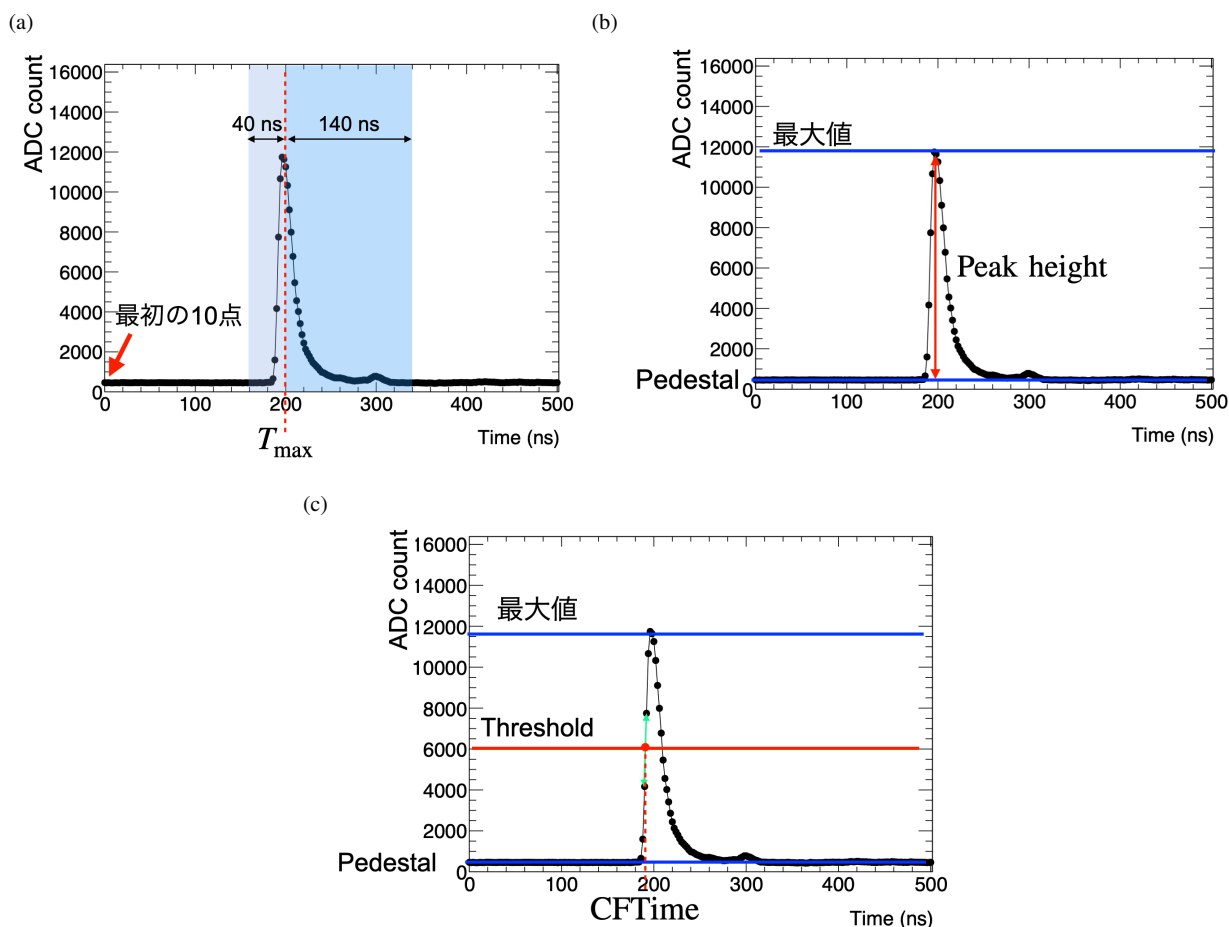 (a)
ADC count
16000
14000
12000
10000
8000
6000
4000
2000
0
40 ns
140 ns
最初の10点
0
100
200
300
400
500
T_max
Time (ns)
(b)
ADC count
16000
14000
12000
10000
8000
6000
4000
2000
0
最大値
Peak height
Pedestal
0
100
200
300
400
500
Time (ns)
(c)
ADC count
16000
14000
12000
10000
8000
6000
4000
2000
0
最大値
Threshold
Pedestal
0
100
200
300
400
500
CFTime
Time (ns)